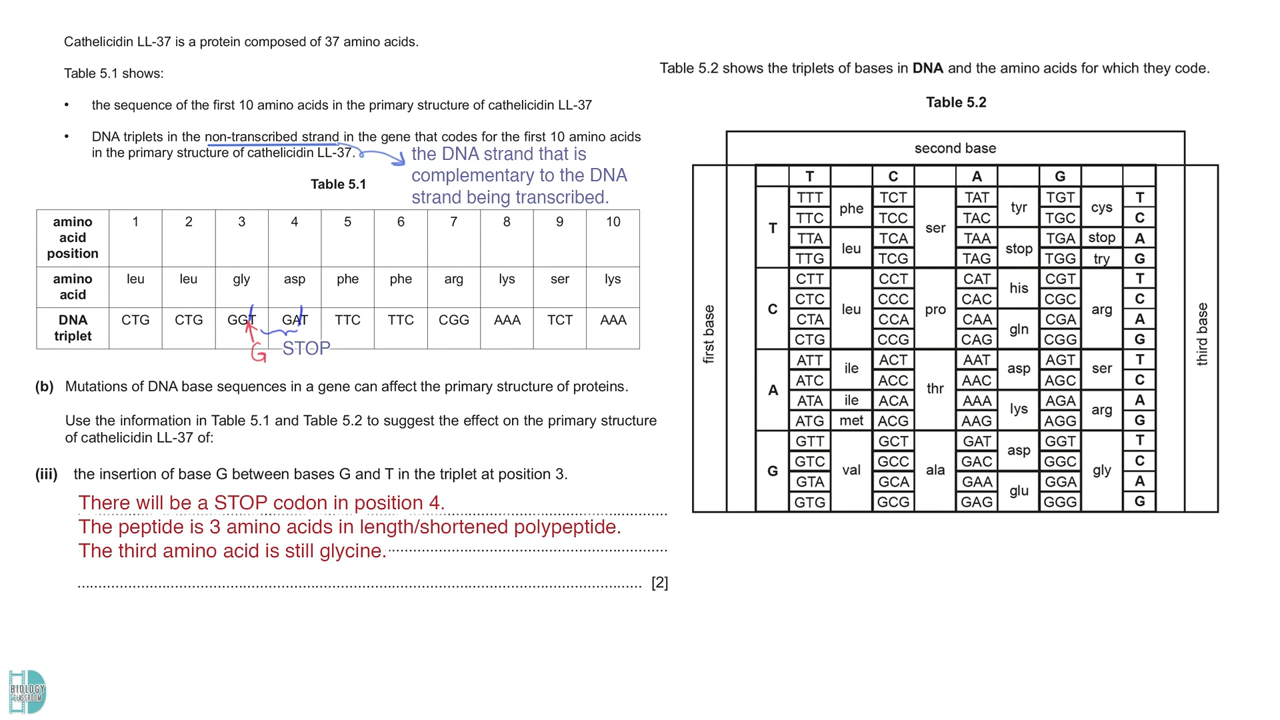 Cathelicidin LL-37 is a protein composed of 37 amino acids.
Table 5.1 shows:
• the sequence of the first 10 amino acids in the primary structure of cathelicidin LL-37
• DNA triplets in the non-transcribed strand in the gene that codes for the first 10 amino acids
in the primary structure of cathelicidin LL-37.
the DNA strand that is
complementary to the DNA
strand being transcribed.
Table 5.1
amino acid position 1 2 3 4 5 6 7 8 9 10
amino acid leu leu gly asp phe phe arg lys ser lys
DNA triplet CTG CTG GGT GAT TTC TTC CGG AAA TCT AAA
G STOP
(b) Mutations of DNA base sequences in a gene can affect the primary structure of proteins.
Use the information in Table 5.1 and Table 5.2 to suggest the effect on the primary structure
of cathelicidin LL-37 of:
(iii) the insertion of base G between bases G and T in the triplet at position 3.
There will be a STOP codon in position 4.
The peptide is 3 amino acids in length/shortened polypeptide.
The third amino acid is still glycine.
[2]
Table 5.2 shows the triplets of bases in DNA and the amino acids for which they code.
Table 5.2
second base
T C A G
first base
third base
T TTT phe TCT ser TAT tyr TGT cys T
TTC TCC TAC TGC C
TTA leu TCA TAA stop TGA stop A
TTG TCG TAG TGG try G
C CTT leu CCT pro CAT his CGT arg T
CTC CCC CAC CGC C
CTA CCA CAA gln CGA A
CTG CCG CAG CGG G
A ATT ile ACT thr AAT asp AGT ser T
ATC ACC AAC AGC C
ATA ile ACA AAA lys AGA arg A
ATG met ACG AAG AGG G
G GTT val GCT ala GAT asp GGT gly T
GTC GCC GAC GGC C
GTA GCA GAA glu GGA A
GTG GCG GAG GGG G
BIOLOGY
CLASSROOM